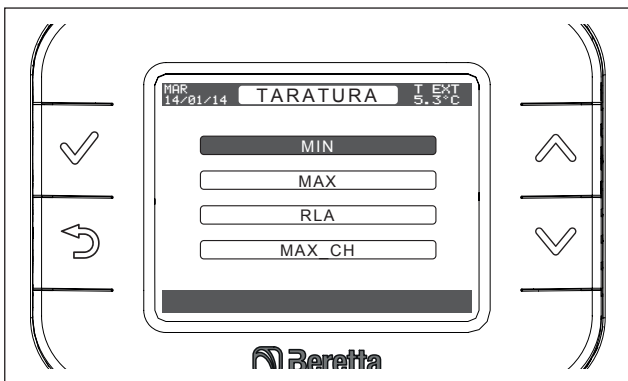 MAR
14/01/14
TARATURA
T EXT
5.3°C
MIN
MAX
RLA
MAX_CH
Beretta